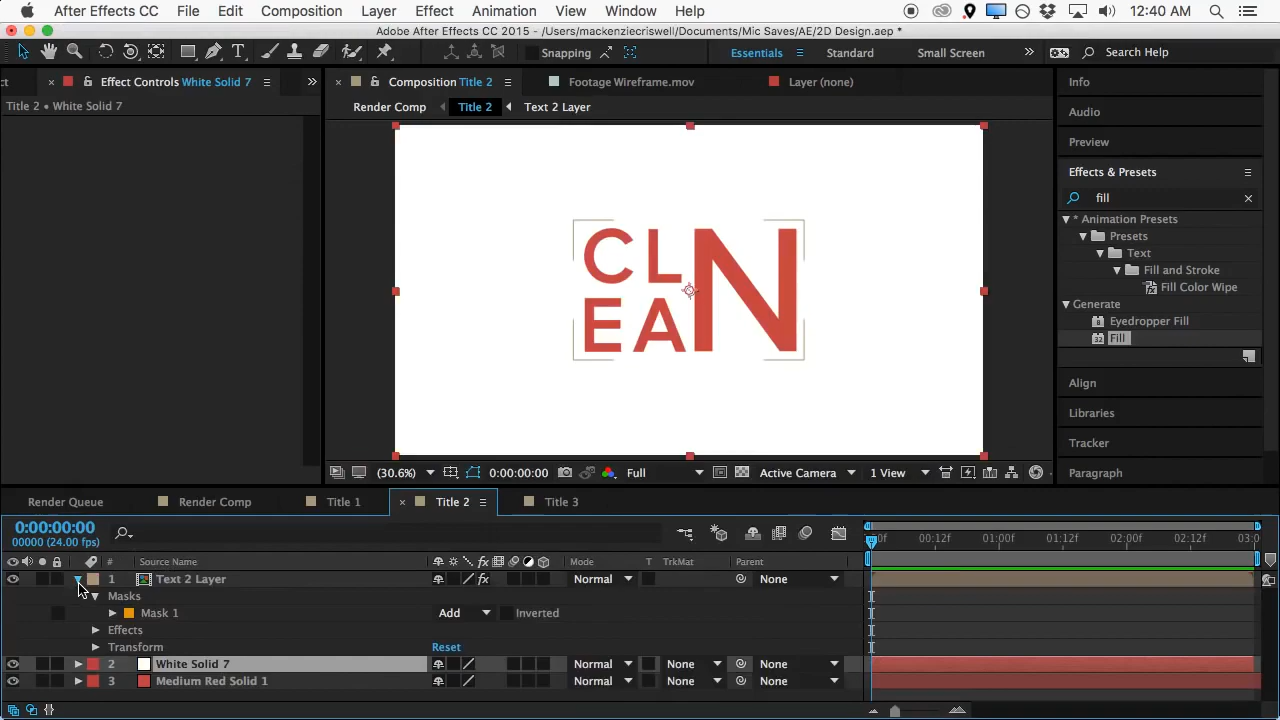 After Effects CC File Edit Composition Layer Effect Animation View Window Help 12:40 AM
Adobe After Effects CC 2015 - /Users/mackenziecriswell/Documents/Mic Saves/AE/2D Design.aep *
Snapping Essentials Standard Small Screen Search Help
Effect Controls White Solid 7 Composition Title 2 Footage Wireframe.mov Layer (none) Info
Title 2 • White Solid 7 Render Comp Title 2 Text 2 Layer
Audio
Preview
Effects & Presets
fill
* Animation Presets
Presets
Text
Fill and Stroke
Fill Color Wipe
Generate
Eyedropper Fill
Fill
Align
Libraries
Tracker
Paragraph
CL
EA
N
(30.6%) 0:00:00:00 Full Active Camera 1 View
Render Queue Render Comp Title 1 Title 2 Title 3
0:00:00:00
00000 (24.00 fps)
00f 00:12f 01:00f 01:12f 02:00f 02:12f 03:0
# Source Name Mode T TrkMat Parent
1 Text 2 Layer Normal None
Masks
Mask 1 Add Inverted
Effects
Transform Reset
2 White Solid 7 Normal None None
3 Medium Red Solid 1 Normal None None